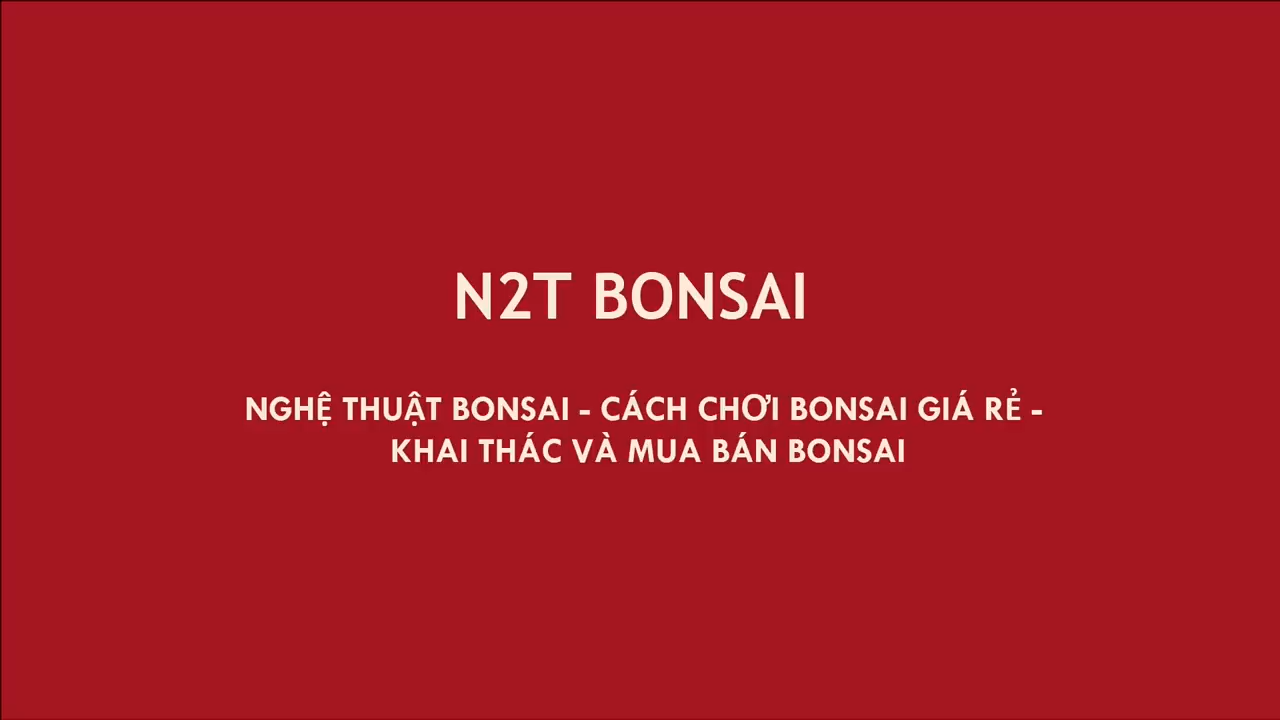 N2T BONSAI
NGHỆ THUẬT BONSAI - CÁCH CHƠI BONSAI GIÁ RẺ -
KHAI THÁC VÀ MUA BÁN BONSAI